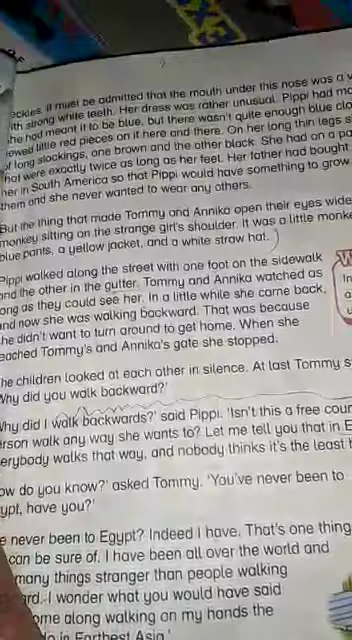 eckles. It must be admitted that the mouth under this nose was a
ith strong white teeth. Her dress was rather unusual. Pippi had
he had meant it to be blue, but there wasn't quite enough blue clo
ewed little red pieces on it here and there. On her long thin legs s
f long stockings, one brown and the other black. She had on a pa
hat were exactly twice as long as her feet. Her father had bought
her in South America so that Pippi would have something to grow
them and she never wanted to wear any others.
But the thing that made Tommy and Annika open their eyes wide
monkey sitting on the strange girl's shoulder. It was a little monke
blue pants, a yellow jacket, and a white straw hat.
Pippi walked along the street with one foot on the sidewalk
and the other in the gutter. Tommy and Annika watched as
ong as they could see her. In a little while she came back,
and now she was walking backward. That was because
he didn't want to turn around to get home. When she
eached Tommy's and Annika's gate she stopped.
he children looked at each other in silence. At last Tommy s
Why did you walk backward?'
Why did I walk backwards?' said Pippi. 'Isn't this a free coun
erson walk any way she wants to? Let me tell you that in E
erybody walks that way, and nobody thinks it's the least
ow do you know?' asked Tommy. 'You've never been to
ypt, have you?'
e never been to Egypt? Indeed I have. That's one thing
can be sure of. I have been all over the world and
many things stranger than people walking
ard. I wonder what you would have said
ome along walking on my hands the
do in Farthest Asia.'
W
In
a